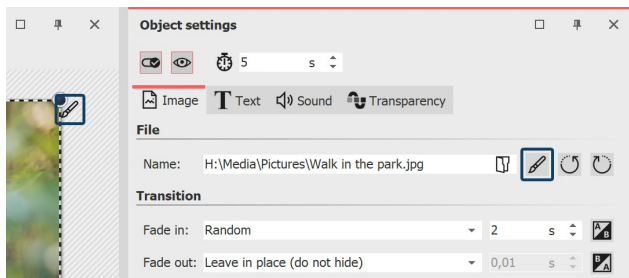 Object settings
5 s
Image Text Sound Transparency
File
Name: H:\Media\Pictures\Walk in the park.jpg
Transition
Fade in: Random 2 s A B
Fade out: Leave in place (do not hide) 0,01 s B A